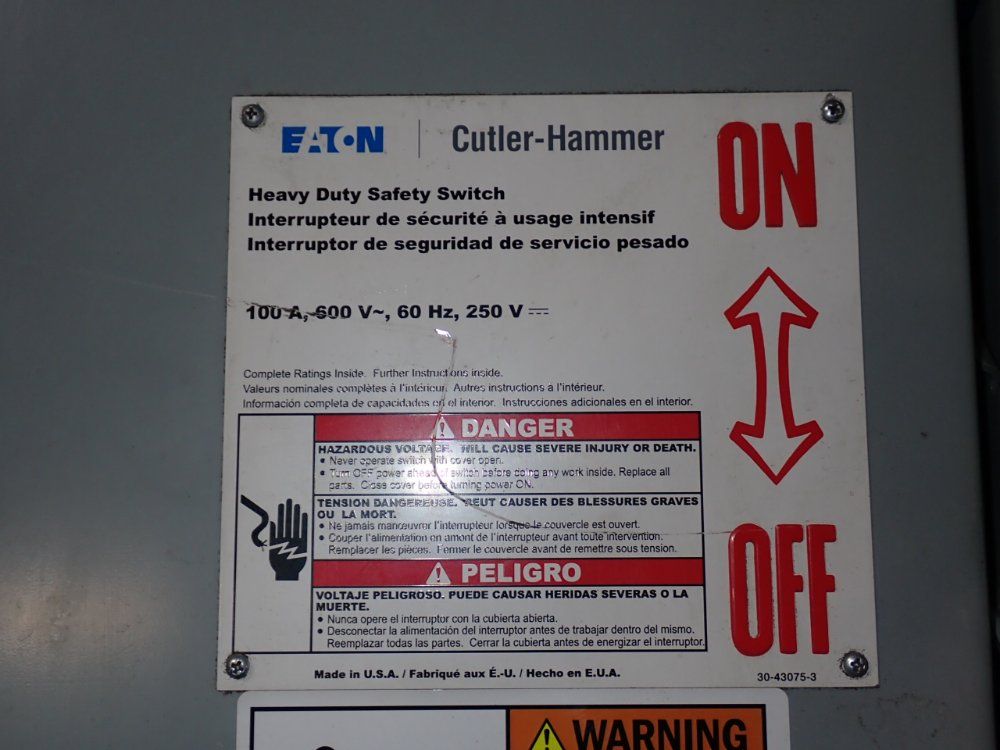 EATON | Cutler-Hammer
ON
Heavy Duty Safety Switch
Interrupteur de sécurité à usage intensif
Interruptor de seguridad de servicio pesado
100 A, 600 V~, 60 Hz, 250 V ⎓
Complete Ratings Inside. Further Instructions inside.
Valeurs nominales complètes à l'intérieur. Autres instructions a l'intérieur.
Información completa de capacidades en el interior. Instrucciones adicionales en el interior.
⚠ DANGER
HAZARDOUS VOLTAGE. WILL CAUSE SEVERE INJURY OR DEATH.
• Never operate switch with cover open.
• Turn OFF power ahead of switch before doing any work inside. Replace all
parts. Close cover before turning power ON.
TENSION DANGEREUSE. PEUT CAUSER DES BLESSURES GRAVES
OU LA MORT.
• Ne jamais manœuvrer l'interrupteur lorsque le couvercle est ouvert.
• Couper l'alimentation en amont de l'interrupteur avant toute intervention.
Remplacer les pièces. Fermer le couvercle avant de remettre sous tension.
⚠ PELIGRO
VOLTAJE PELIGROSO. PUEDE CAUSAR HERIDAS SEVERAS O LA
MUERTE.
• Nunca opere el interruptor con la cubierta abierta.
• Desconectar la alimentación del interruptor antes de trabajar dentro del mismo.
Reemplazar todas las partes. Cerrar la cubierta antes de energizar el interruptor.
OFF
Made in U.S.A. / Fabriqué aux É.-U. / Hecho en E.U.A.
30-43075-3
⚠ WARNING